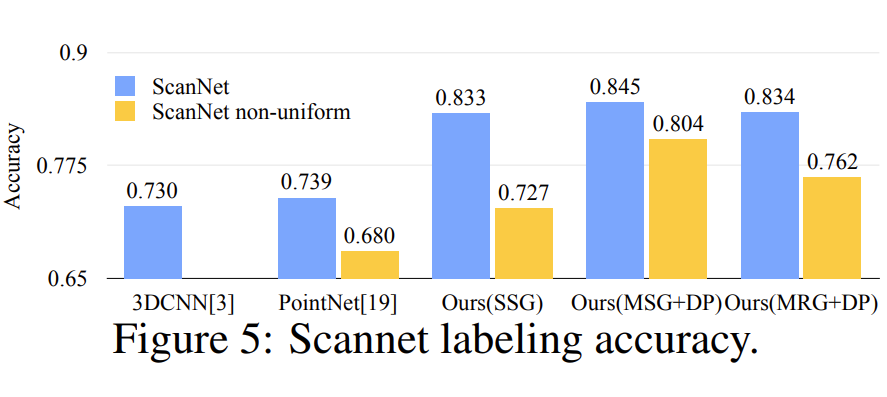 0.9
ScanNet
ScanNet non-uniform
0.833
0.845
0.834
0.804
Accuracy
0.775
0.730
0.739
0.727
0.762
0.680
0.65
3DCNN[3] PointNet[19] Ours(SSG) Ours(MSG+DP) Ours(MRG+DP)
Figure 5: Scannet labeling accuracy.